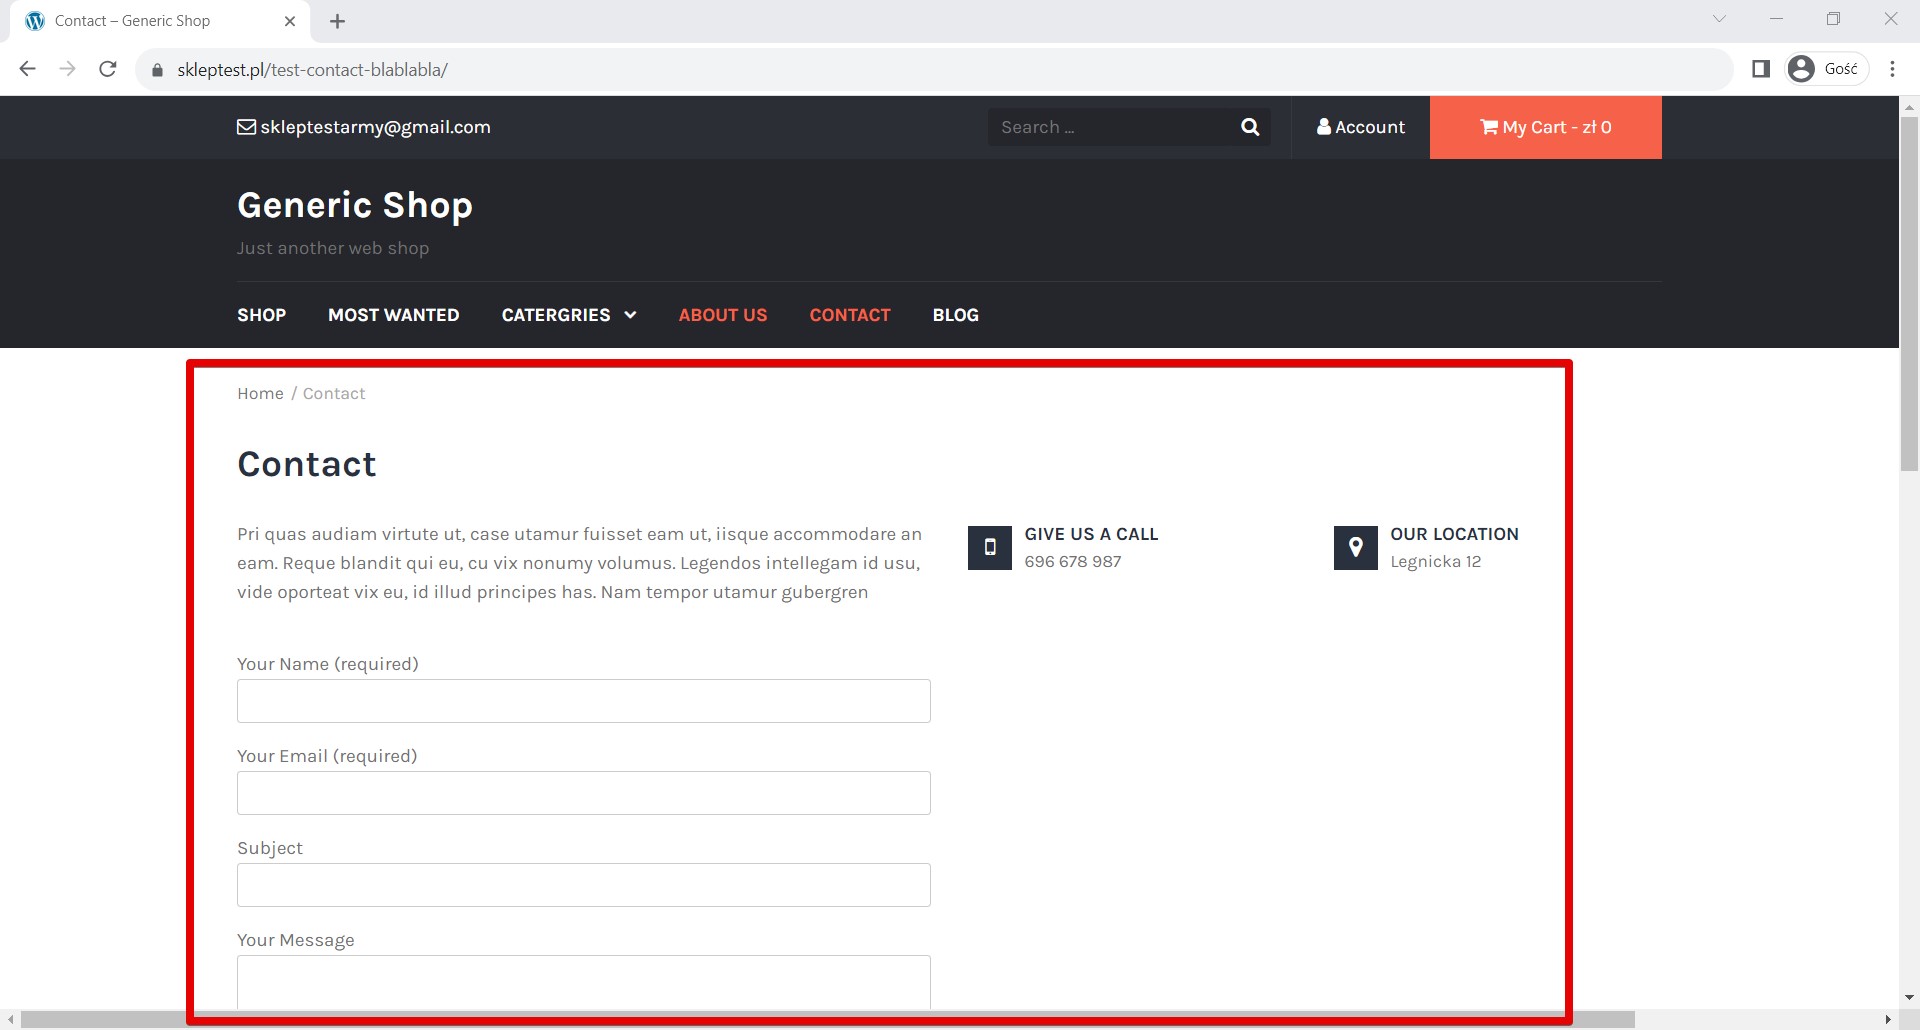 Contact – Generic Shop
skleptest.pl/test-contact-blablabla/
Gość
skleptestarmy@gmail.com
Search ...
Account
My Cart - zł 0
Generic Shop
Just another web shop
SHOP
MOST WANTED
CATERGRIES
ABOUT US
CONTACT
BLOG
Home / Contact
Contact
Pri quas audiam virtute ut, case utamur fuisset eam ut, iisque accommodare an
eam. Reque blandit qui eu, cu vix nonumy volumus. Legendos intellegam id usu,
vide oporteat vix eu, id illud principes has. Nam tempor utamur gubergren
GIVE US A CALL
696 678 987
OUR LOCATION
Legnicka 12
Your Name (required)
Your Email (required)
Subject
Your Message